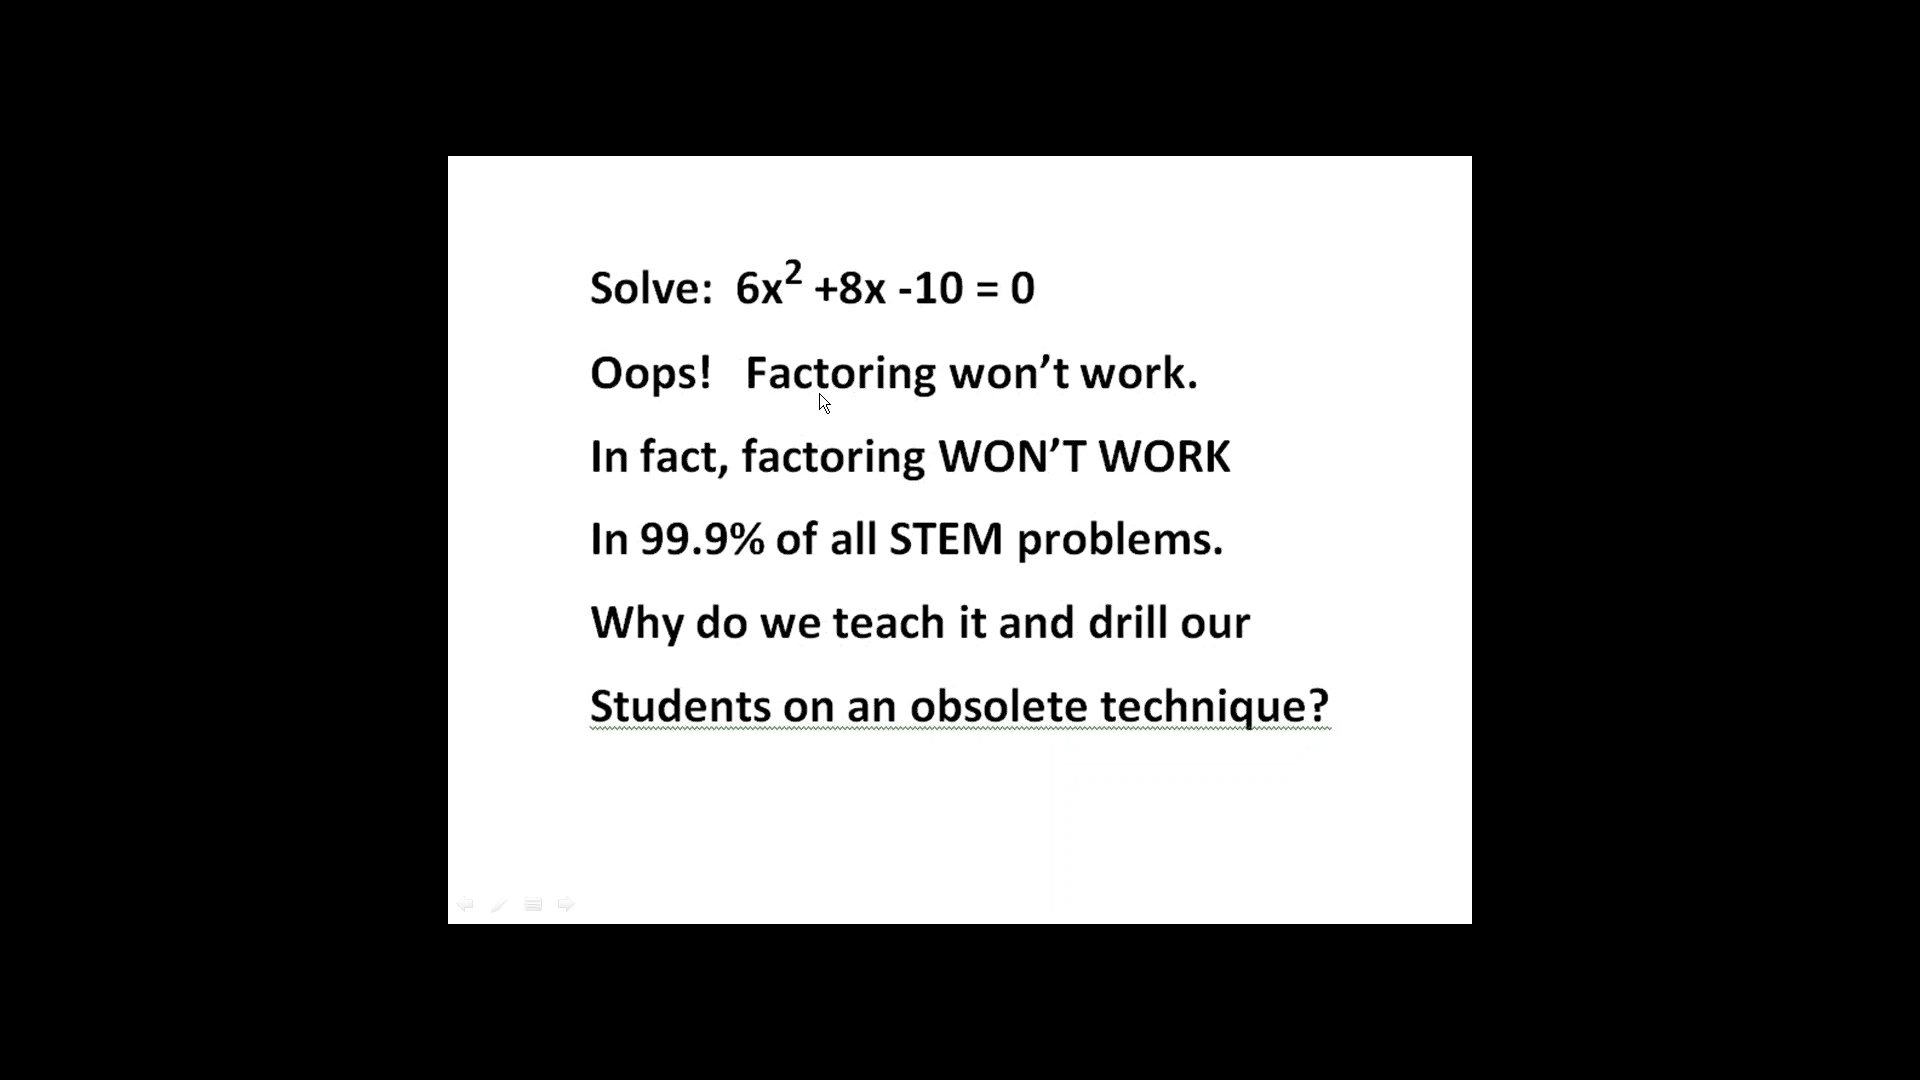 Solve:  6x² +8x -10 = 0
Oops!   Factoring won’t work.
In fact, factoring WON’T WORK
In 99.9% of all STEM problems.
Why do we teach it and drill our
Students on an obsolete technique?